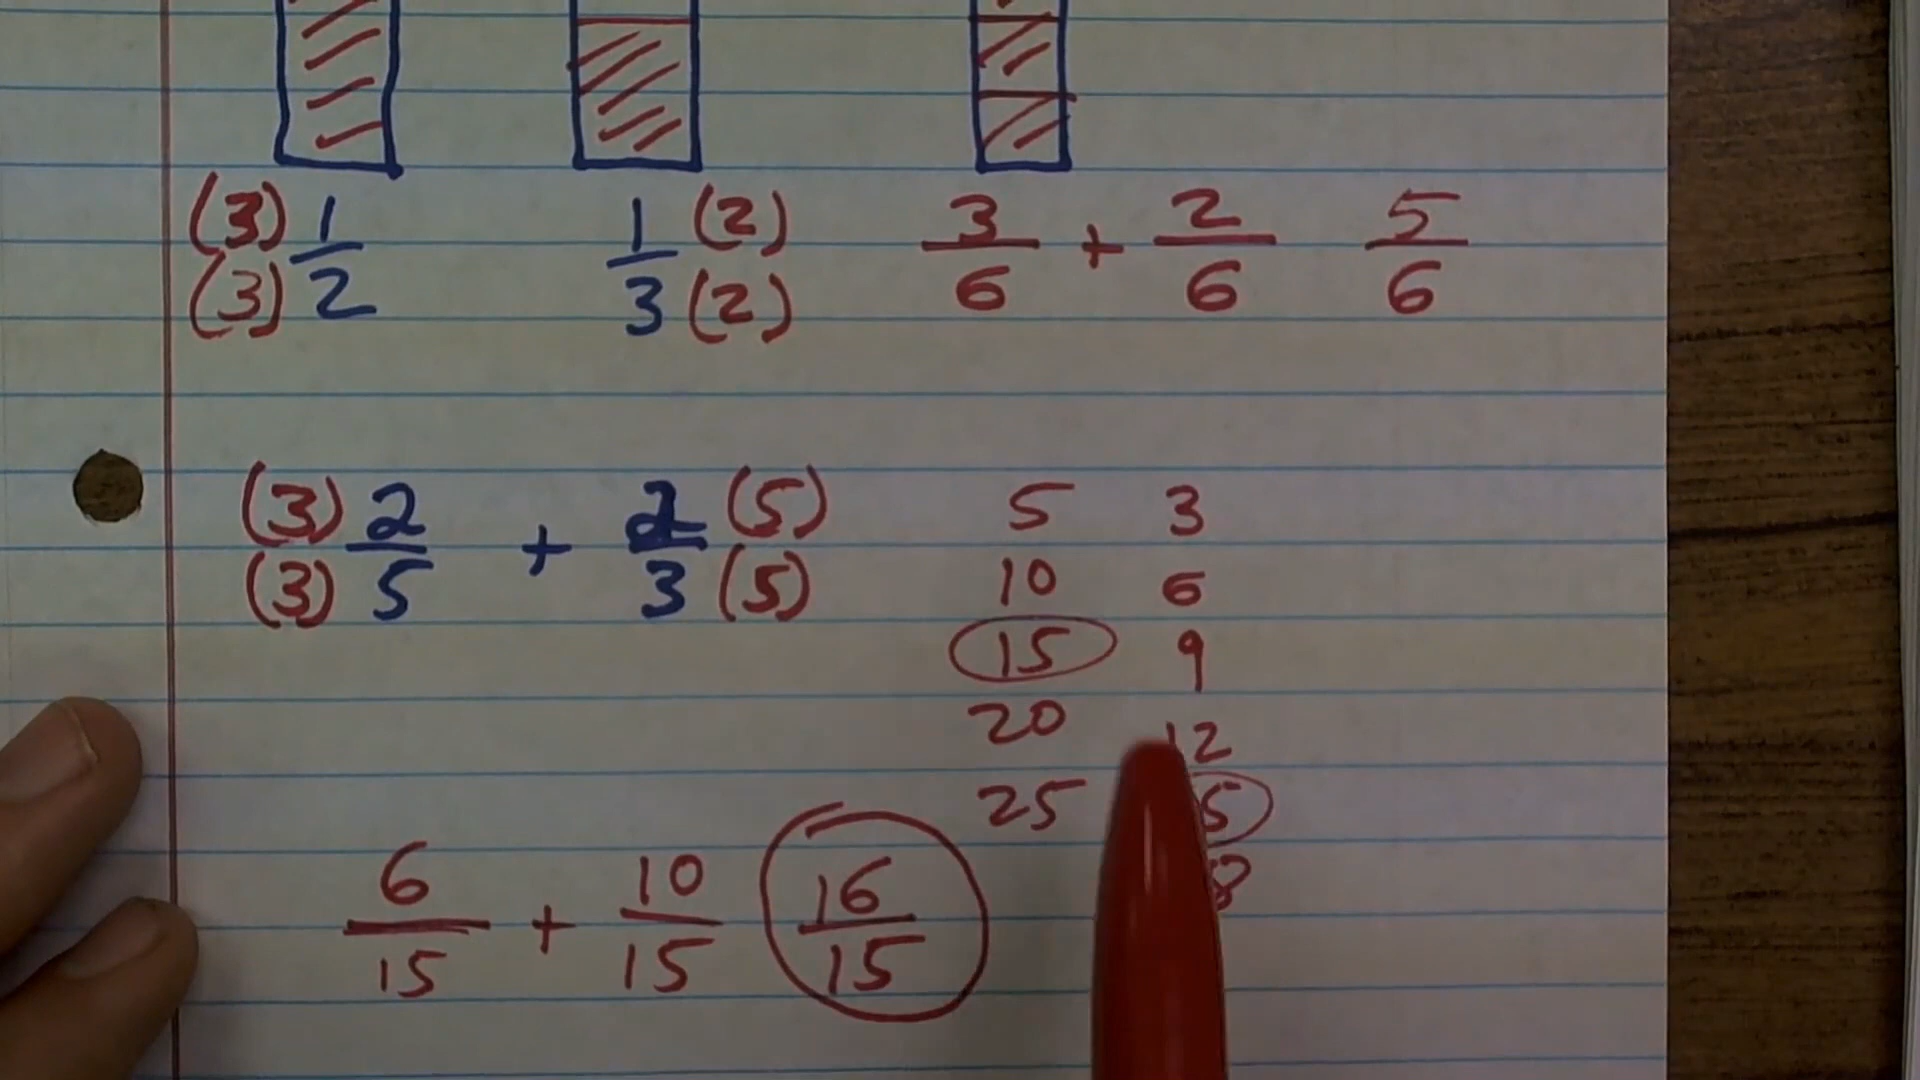 (3) 1 1 (2) 3 + 2 5
(3) 2 3 (2) 6 6 6
(3) 2 + 2 (5) 5 3
(3) 5 3 (5) 10 6
15 9
20 12
25
6 + 10 16
15 15 15